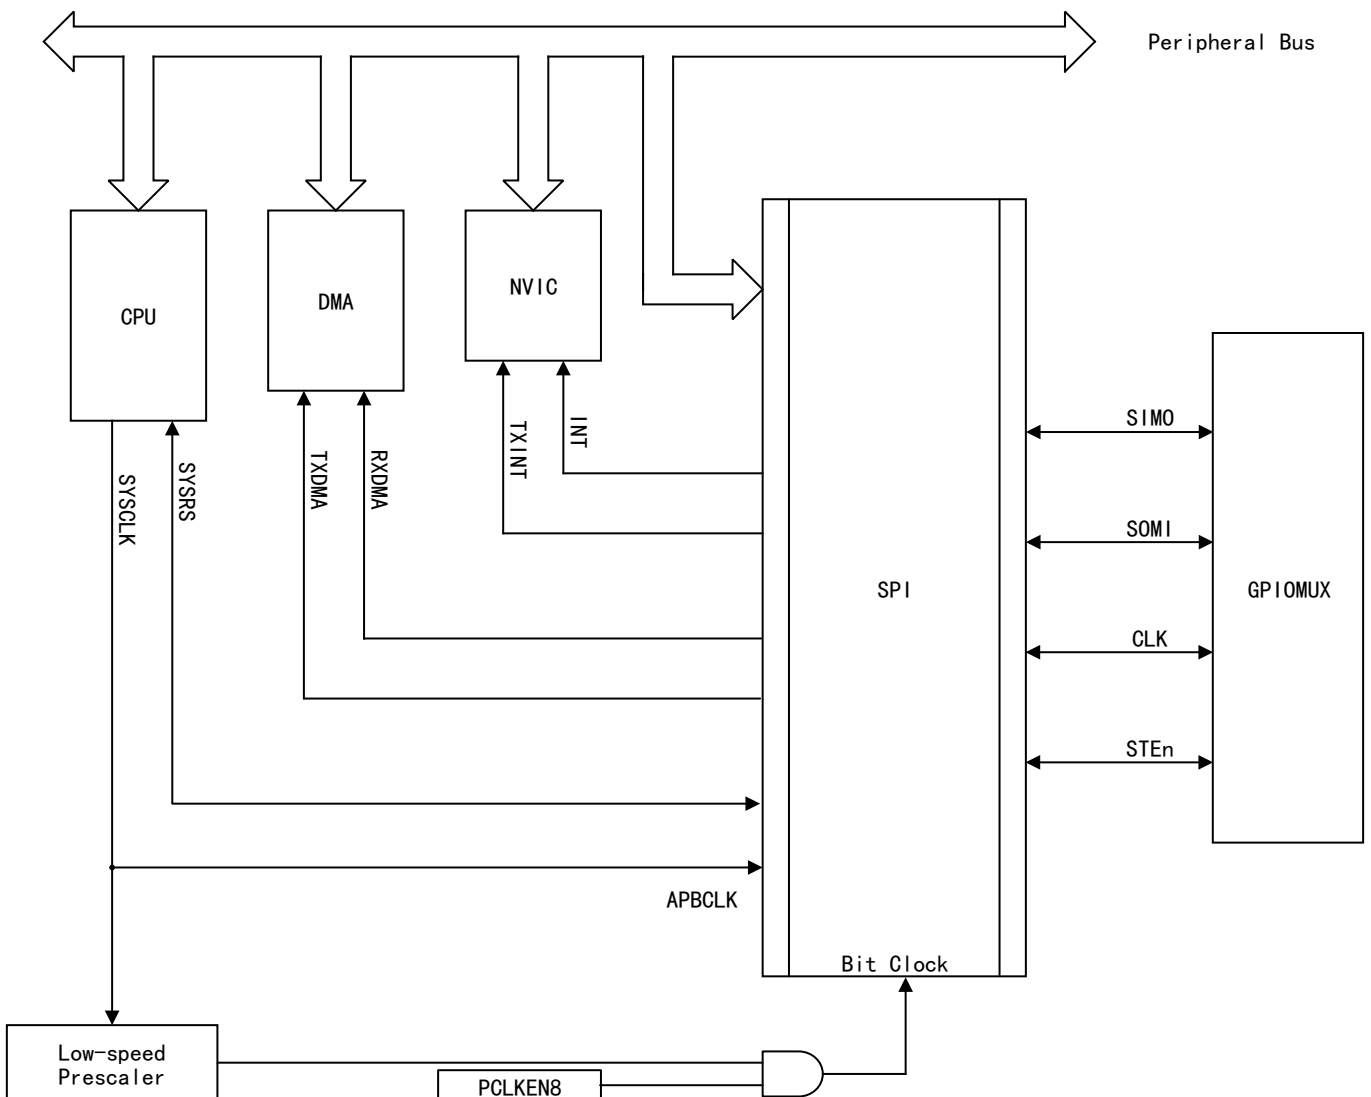 Peripheral Bus
CPU
DMA
NVIC
SPI
GPIOMUX
SYSCLK
SYSRS
TXDMA
RXDMA
TXINT
INT
SIMO
SOMI
CLK
STEn
APBCLK
Bit Clock
Low-speed
Prescaler
PCLKEN8